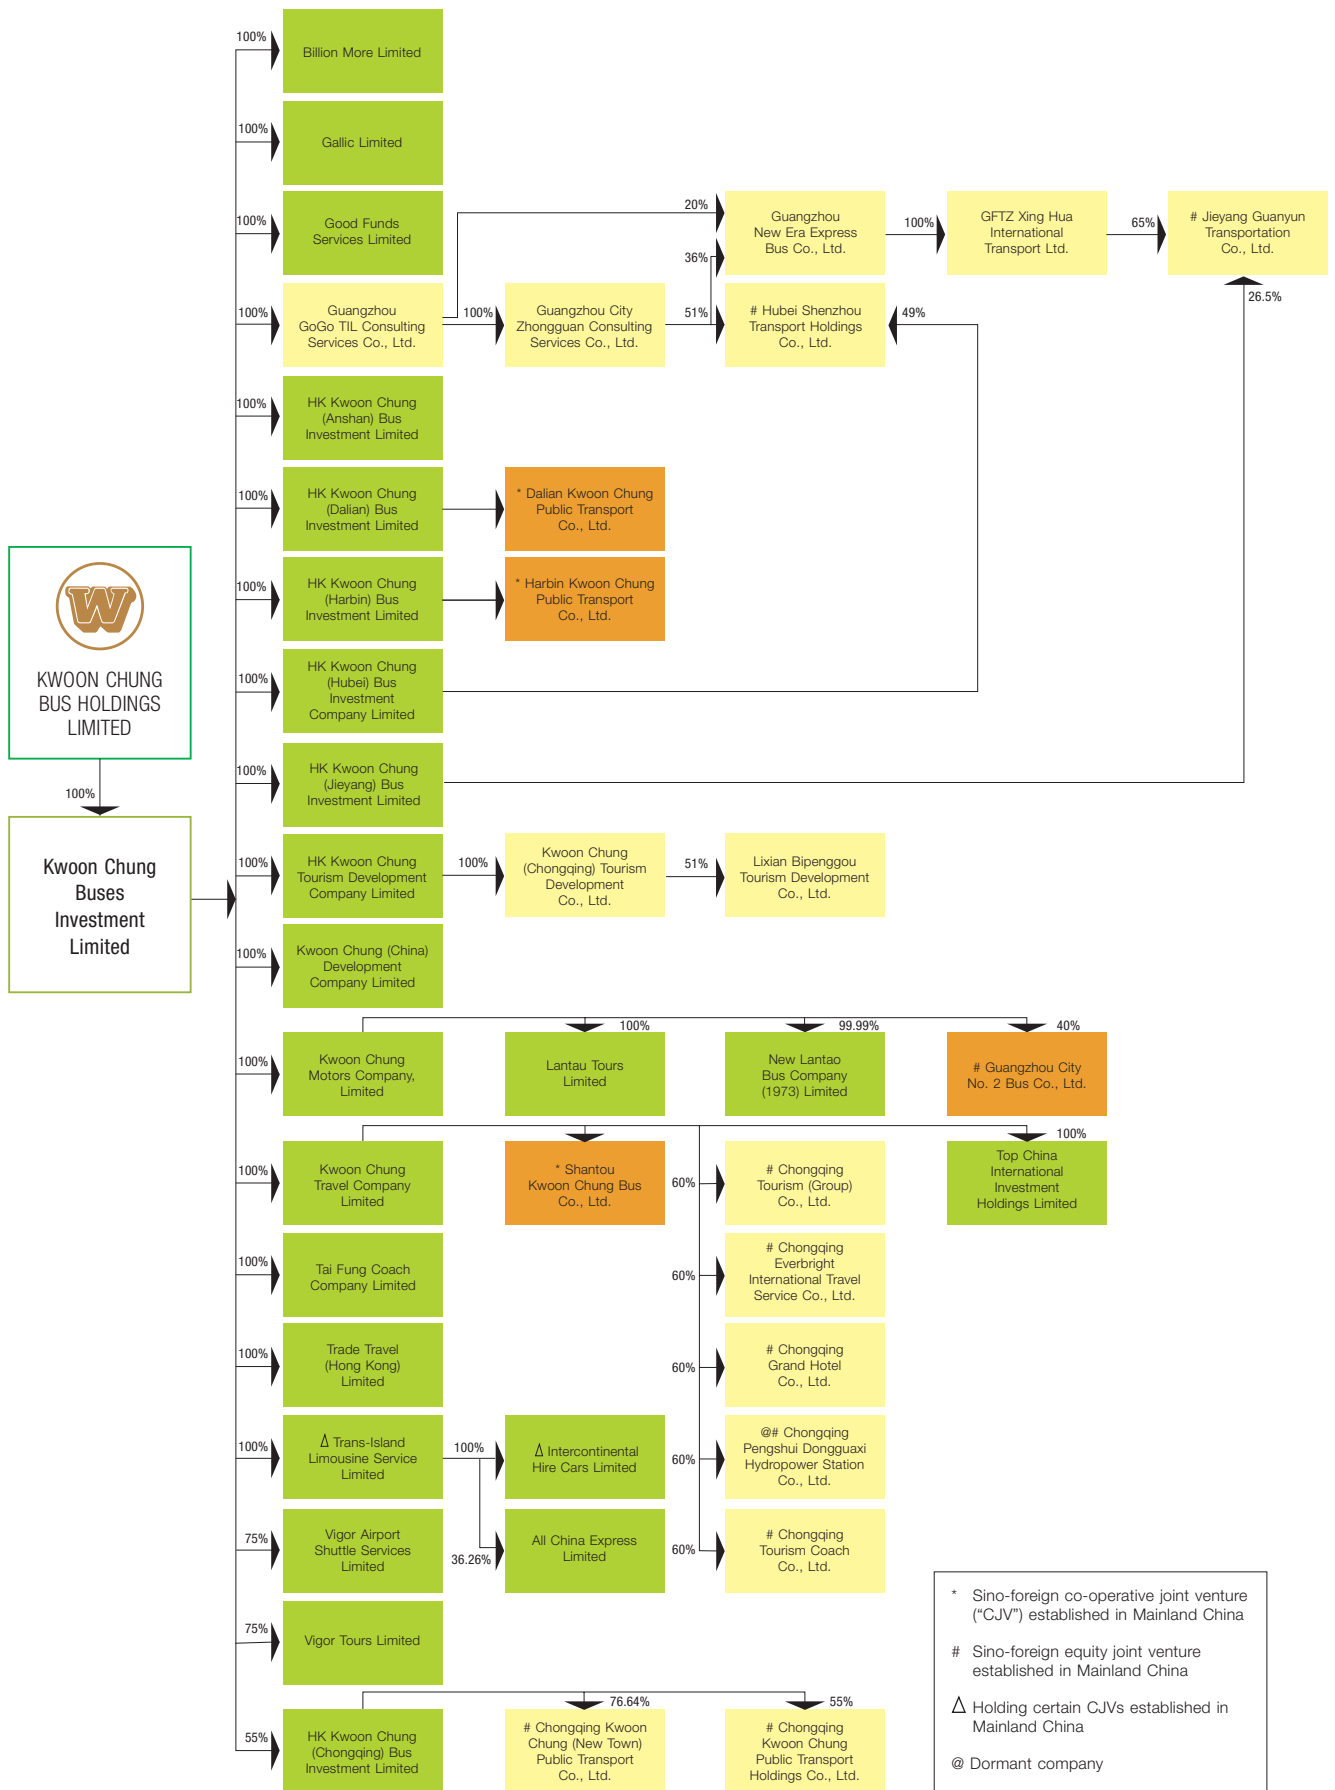 100%
Billion More Limited
100%
Gallic Limited
100%
Good Funds
Services Limited
20%
36%
Guangzhou
New Era Express
Bus Co., Ltd.
100%
GFTZ Xing Hua
International
Transport Ltd.
65%
# Jieyang Guanyun
Transportation
Co., Ltd.
26.5%
100%
Guangzhou
GoGo TIL Consulting
Services Co., Ltd.
100%
Guangzhou City
Zhongguan Consulting
Services Co., Ltd.
51%
# Hubei Shenzhou
Transport Holdings
Co., Ltd.
49%
100%
HK Kwoon Chung
(Anshan) Bus
Investment Limited
100%
HK Kwoon Chung
(Dalian) Bus
Investment Limited
* Dalian Kwoon Chung
Public Transport
Co., Ltd.
100%
HK Kwoon Chung
(Harbin) Bus
Investment Limited
* Harbin Kwoon Chung
Public Transport
Co., Ltd.
W
KWOON CHUNG
BUS HOLDINGS
LIMITED
100%
Kwoon Chung
Buses
Investment
Limited
100%
HK Kwoon Chung
(Hubei) Bus
Investment
Company Limited
100%
HK Kwoon Chung
(Jieyang) Bus
Investment Limited
100%
HK Kwoon Chung
Tourism Development
Company Limited
100%
Kwoon Chung
(Chongqing) Tourism
Development
Co., Ltd.
51%
Lixian Bipenggou
Tourism Development
Co., Ltd.
100%
Kwoon Chung (China)
Development
Company Limited
100%
Kwoon Chung
Motors Company,
Limited
100%
Lantau Tours
Limited
99.99%
New Lantao
Bus Company
(1973) Limited
40%
# Guangzhou City
No. 2 Bus Co., Ltd.
100%
Kwoon Chung
Travel Company
Limited
* Shantou
Kwoon Chung Bus
Co., Ltd.
60%
# Chongqing
Tourism (Group)
Co., Ltd.
100%
Top China
International
Investment
Holdings Limited
100%
Tai Fung Coach
Company Limited
60%
# Chongqing
Everbright
International Travel
Service Co., Ltd.
100%
Trade Travel
(Hong Kong)
Limited
60%
# Chongqing
Grand Hotel
Co., Ltd.
100%
Δ Trans-Island
Limousine Service
Limited
100%
Δ Intercontinental
Hire Cars Limited
60%
@# Chongqing
Pengshui Dongguaxi
Hydropower Station
Co., Ltd.
75%
Vigor Airport
Shuttle Services
Limited
36.26%
All China Express
Limited
60%
# Chongqing
Tourism Coach
Co., Ltd.
75%
Vigor Tours Limited
55%
HK Kwoon Chung
(Chongqing) Bus
Investment Limited
76.64%
# Chongqing Kwoon
Chung (New Town)
Public Transport
Co., Ltd.
55%
# Chongqing
Kwoon Chung
Public Transport
Holdings Co., Ltd.
* Sino-foreign co-operative joint venture
(“CJV”) established in Mainland China
# Sino-foreign equity joint venture
established in Mainland China
Δ Holding certain CJVs established in
Mainland China
@ Dormant company